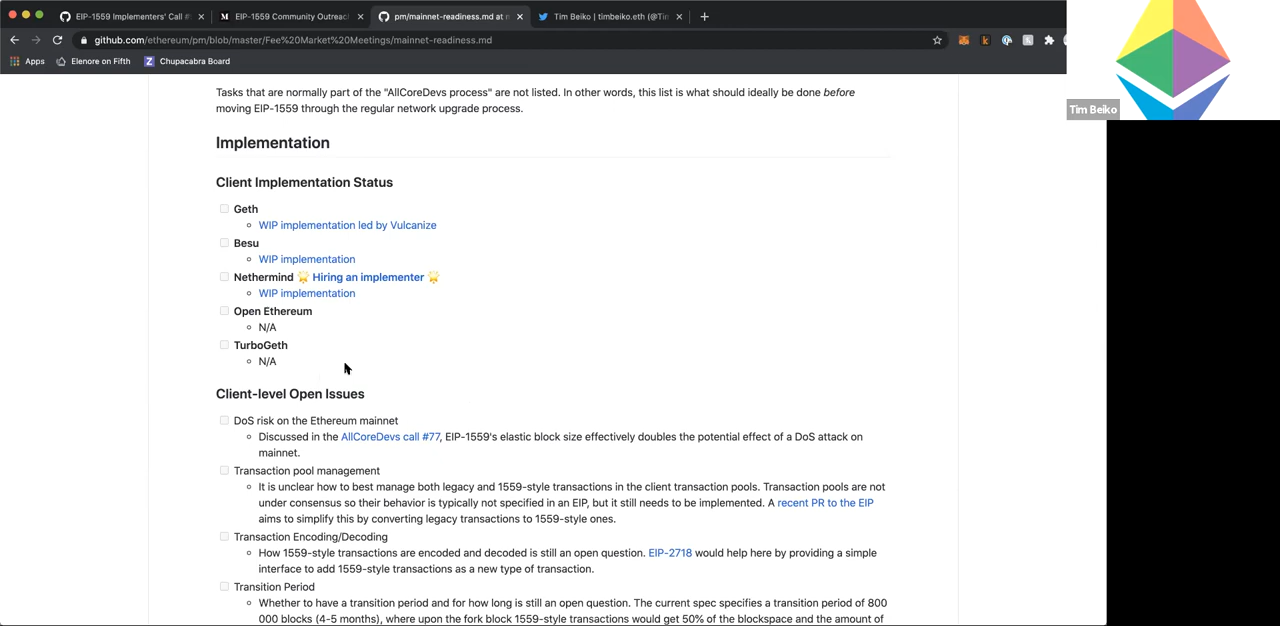 EIP-1559 Implementers' Call #
EIP-1559 Community Outreac
pm/mainnet-readiness.md at m
Tim Beiko | timbeiko.eth (@Tim
github.com/ethereum/pm/blob/master/Fee%20Market%20Meetings/mainnet-readiness.md
Apps
Elenore on Fifth
Chupacabra Board
Tim Beiko
Tasks that are normally part of the "AllCoreDevs process" are not listed. In other words, this list is what should ideally be done before
moving EIP-1559 through the regular network upgrade process.
Implementation
Client Implementation Status
Geth
WIP implementation led by Vulcanize
Besu
WIP implementation
Nethermind 🌟 Hiring an implementer 🌟
WIP implementation
Open Ethereum
N/A
TurboGeth
N/A
Client-level Open Issues
DoS risk on the Ethereum mainnet
Discussed in the AllCoreDevs call #77, EIP-1559's elastic block size effectively doubles the potential effect of a DoS attack on
mainnet.
Transaction pool management
It is unclear how to best manage both legacy and 1559-style transactions in the client transaction pools. Transaction pools are not
under consensus so their behavior is typically not specified in an EIP, but it still needs to be implemented. A recent PR to the EIP
aims to simplify this by converting legacy transactions to 1559-style ones.
Transaction Encoding/Decoding
How 1559-style transactions are encoded and decoded is still an open question. EIP-2718 would help here by providing a simple
interface to add 1559-style transactions as a new type of transaction.
Transition Period
Whether to have a transition period and for how long is still an open question. The current spec specifies a transition period of 800
000 blocks (4-5 months), where upon the fork block 1559-style transactions would get 50% of the blockspace and the amount of